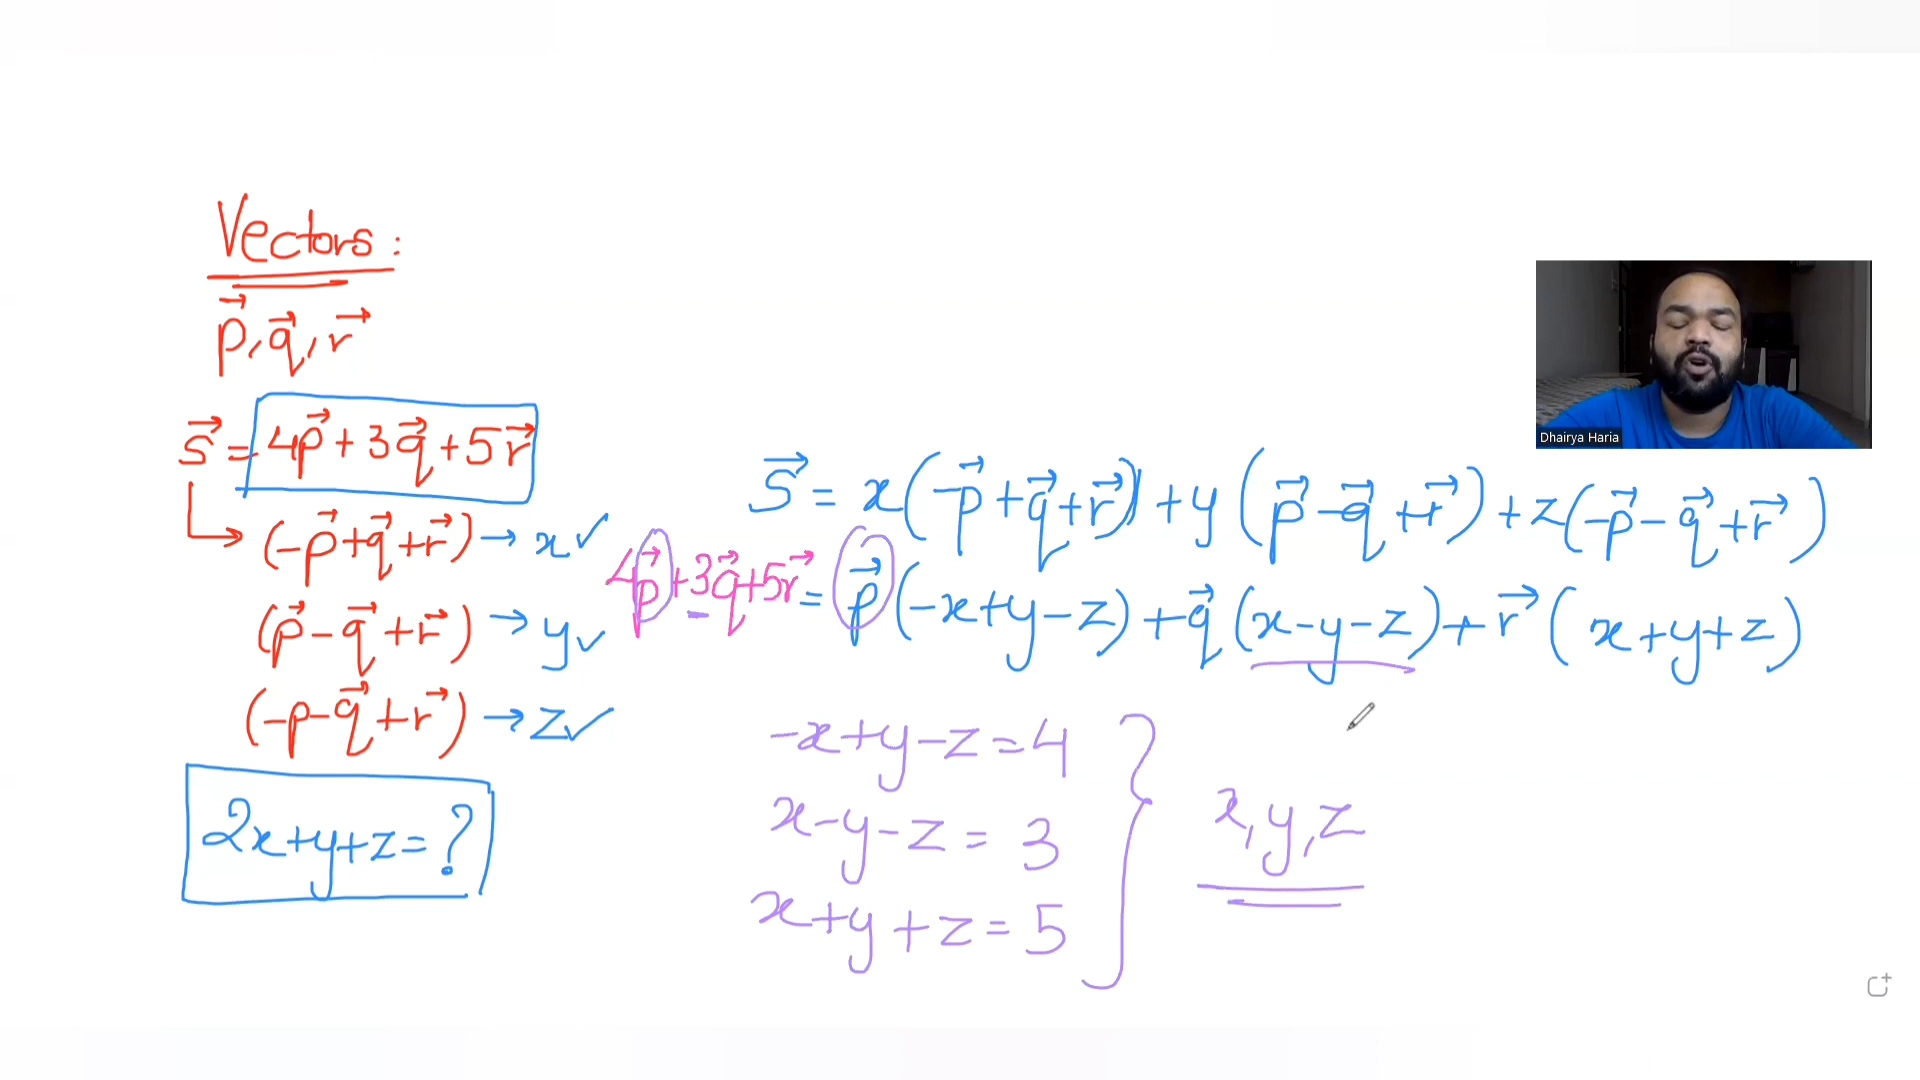 Vectors:
p⃗, q⃗, r⃗
s⃗ = 4p⃗ + 3q⃗ + 5r⃗
(-p⃗ + q⃗ + r⃗) → x ✓
(p⃗ - q⃗ + r⃗) → y ✓
(-p - q⃗ + r⃗) → z ✓
2x + y + z = ?
s⃗ = x(-p⃗ + q⃗ + r⃗) + y(p⃗ - q⃗ + r⃗) + z(-p⃗ - q⃗ + r⃗)
4p⃗ + 3q⃗ + 5r⃗ = p⃗(-x + y - z) + q⃗(x - y - z) + r⃗(x + y + z)
-x + y - z = 4
x - y - z = 3
x + y + z = 5
x, y, z
Dhairya Haria